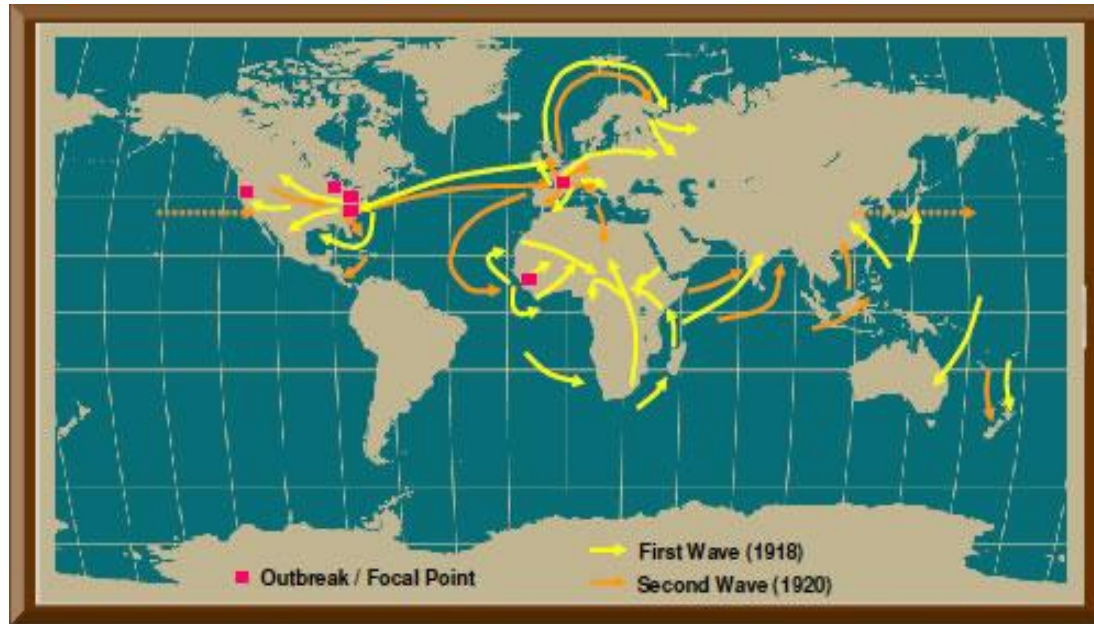 First Wave (1918)
Outbreak / Focal Point
Second Wave (1920)